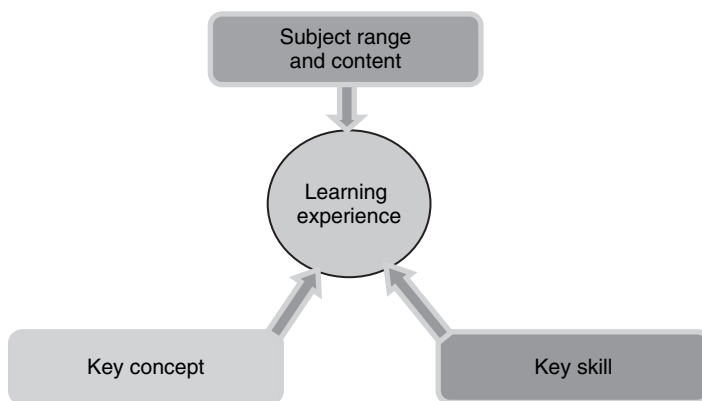 Subject range
and content
Learning
experience
Key concept
Key skill